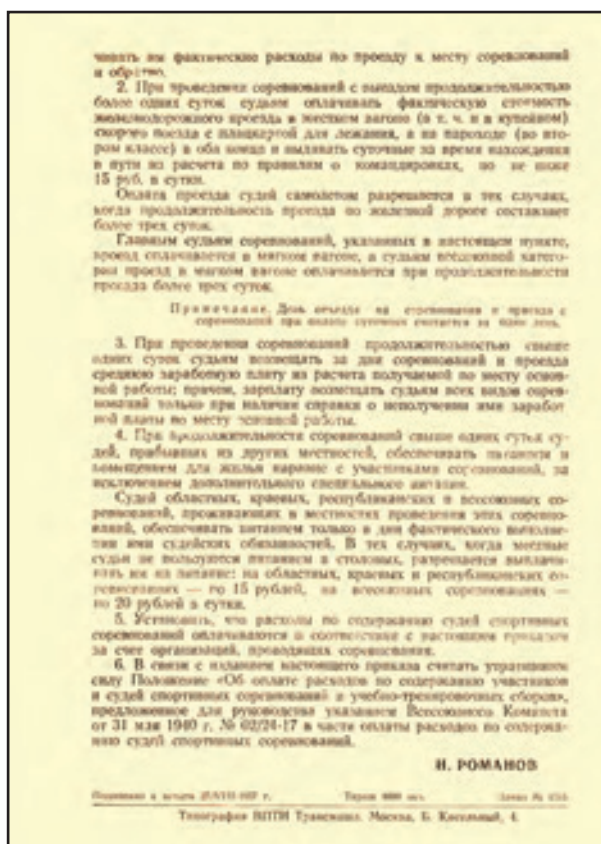 чивать им фактические расходы по проезду к месту соревнований
и обратно.
2. При проведении соревнований с выездом продолжительностью
более одних суток судьям оплачивать фактическую стоимость
железнодорожного проезда в жестком вагоне (в т. ч. и в купейном)
скорого поезда с плацкартой для лежания, а на пароходе (во вто-
ром классе) в оба конца и выдавать суточные за время нахождения
в пути из расчета по правилам о командировках, но не ниже
15 руб. в сутки.
Оплата проезда судей самолетом разрешается в тех случаях,
когда продолжительность проезда по железной дороге составляет
более трех суток.
Главным судьям соревнований, указанных в настоящем пункте,
проезд оплачивается в мягком вагоне, а судьям всесоюзной катего-
рии проезд в мягком вагоне оплачивается при продолжительности
проезда более трех суток.
Примечание. День отъезда на соревнования и приезда с
соревнований при оплате суточных считается за один день.
3. При проведении соревнований продолжительностью свыше
одних суток судьям возмещать за дни соревнований и проезда
среднюю заработную плату из расчета получаемой по месту основ-
ной работы; причем, зарплату возмещать судьям всех видов сорев-
нований только при наличии справки о неполучении ими заработ-
ной платы по месту основной работы.
4. При продолжительности соревнований свыше одних суток су-
дей, прибывших из других местностей, обеспечивать питанием и
помещением для жилья наравне с участниками соревнований, за
исключением дополнительного специального питания.
Судей областных, краевых, республиканских и всесоюзных со-
ревнований, проживающих в местностях проведения этих соревно-
ваний, обеспечивать питанием только в дни фактического выполне-
ния ими судейских обязанностей. В тех случаях, когда местные
судьи не пользуются питанием в столовых, разрешается выплачи-
вать им на питание: на областных, краевых и республиканских со-
ревнованиях — по 15 рублей, на всесоюзных соревнованиях —
по 20 рублей в сутки.
5. Установить, что расходы по содержанию судей спортивных
соревнований оплачиваются в соответствии с настоящим приказом
за счет организаций, проводящих соревнования.
6. В связи с изданием настоящего приказа считать утратившим
силу Положение «Об оплате расходов по содержанию участников
и судей спортивных соревнований и учебно-тренировочных сборов»,
предложенное для руководства указанием Всесоюзного Комитета
от 31 мая 1940 г. № 02/24-17 в части оплаты расходов по содержа-
нию судей спортивных соревнований.
Н. РОМАНОВ
Подписано к печати г. Тираж экз. Заказ №
Типография ВПТИ Трансмаш. Москва, Б. Кисельный, 4.